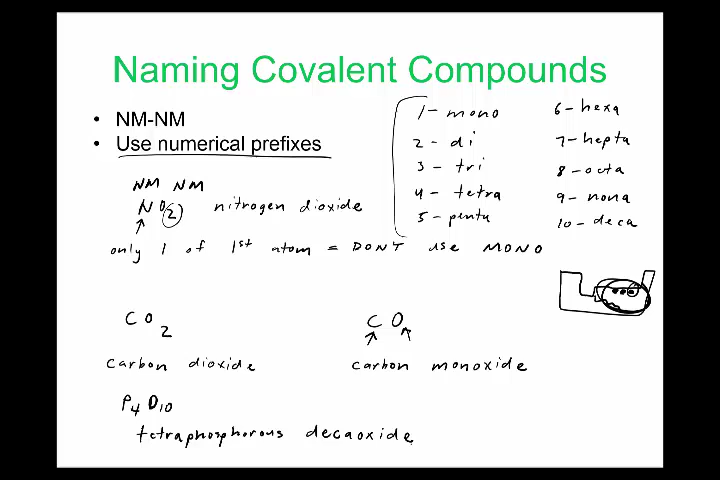 Naming Covalent Compounds
• NM-NM
• Use numerical prefixes
1- mono
2 - di
3 - tri
4 - tetra
5 - penta
6 - hexa
7- hepta
8 - octa
9 - nona
10 - deca
NM NM
NO2 nitrogen dioxide
only 1 of 1st atom = DONT use MONO
CO2
carbon dioxide
CO
carbon monoxide
P4O10
tetraphosphorous decaoxide